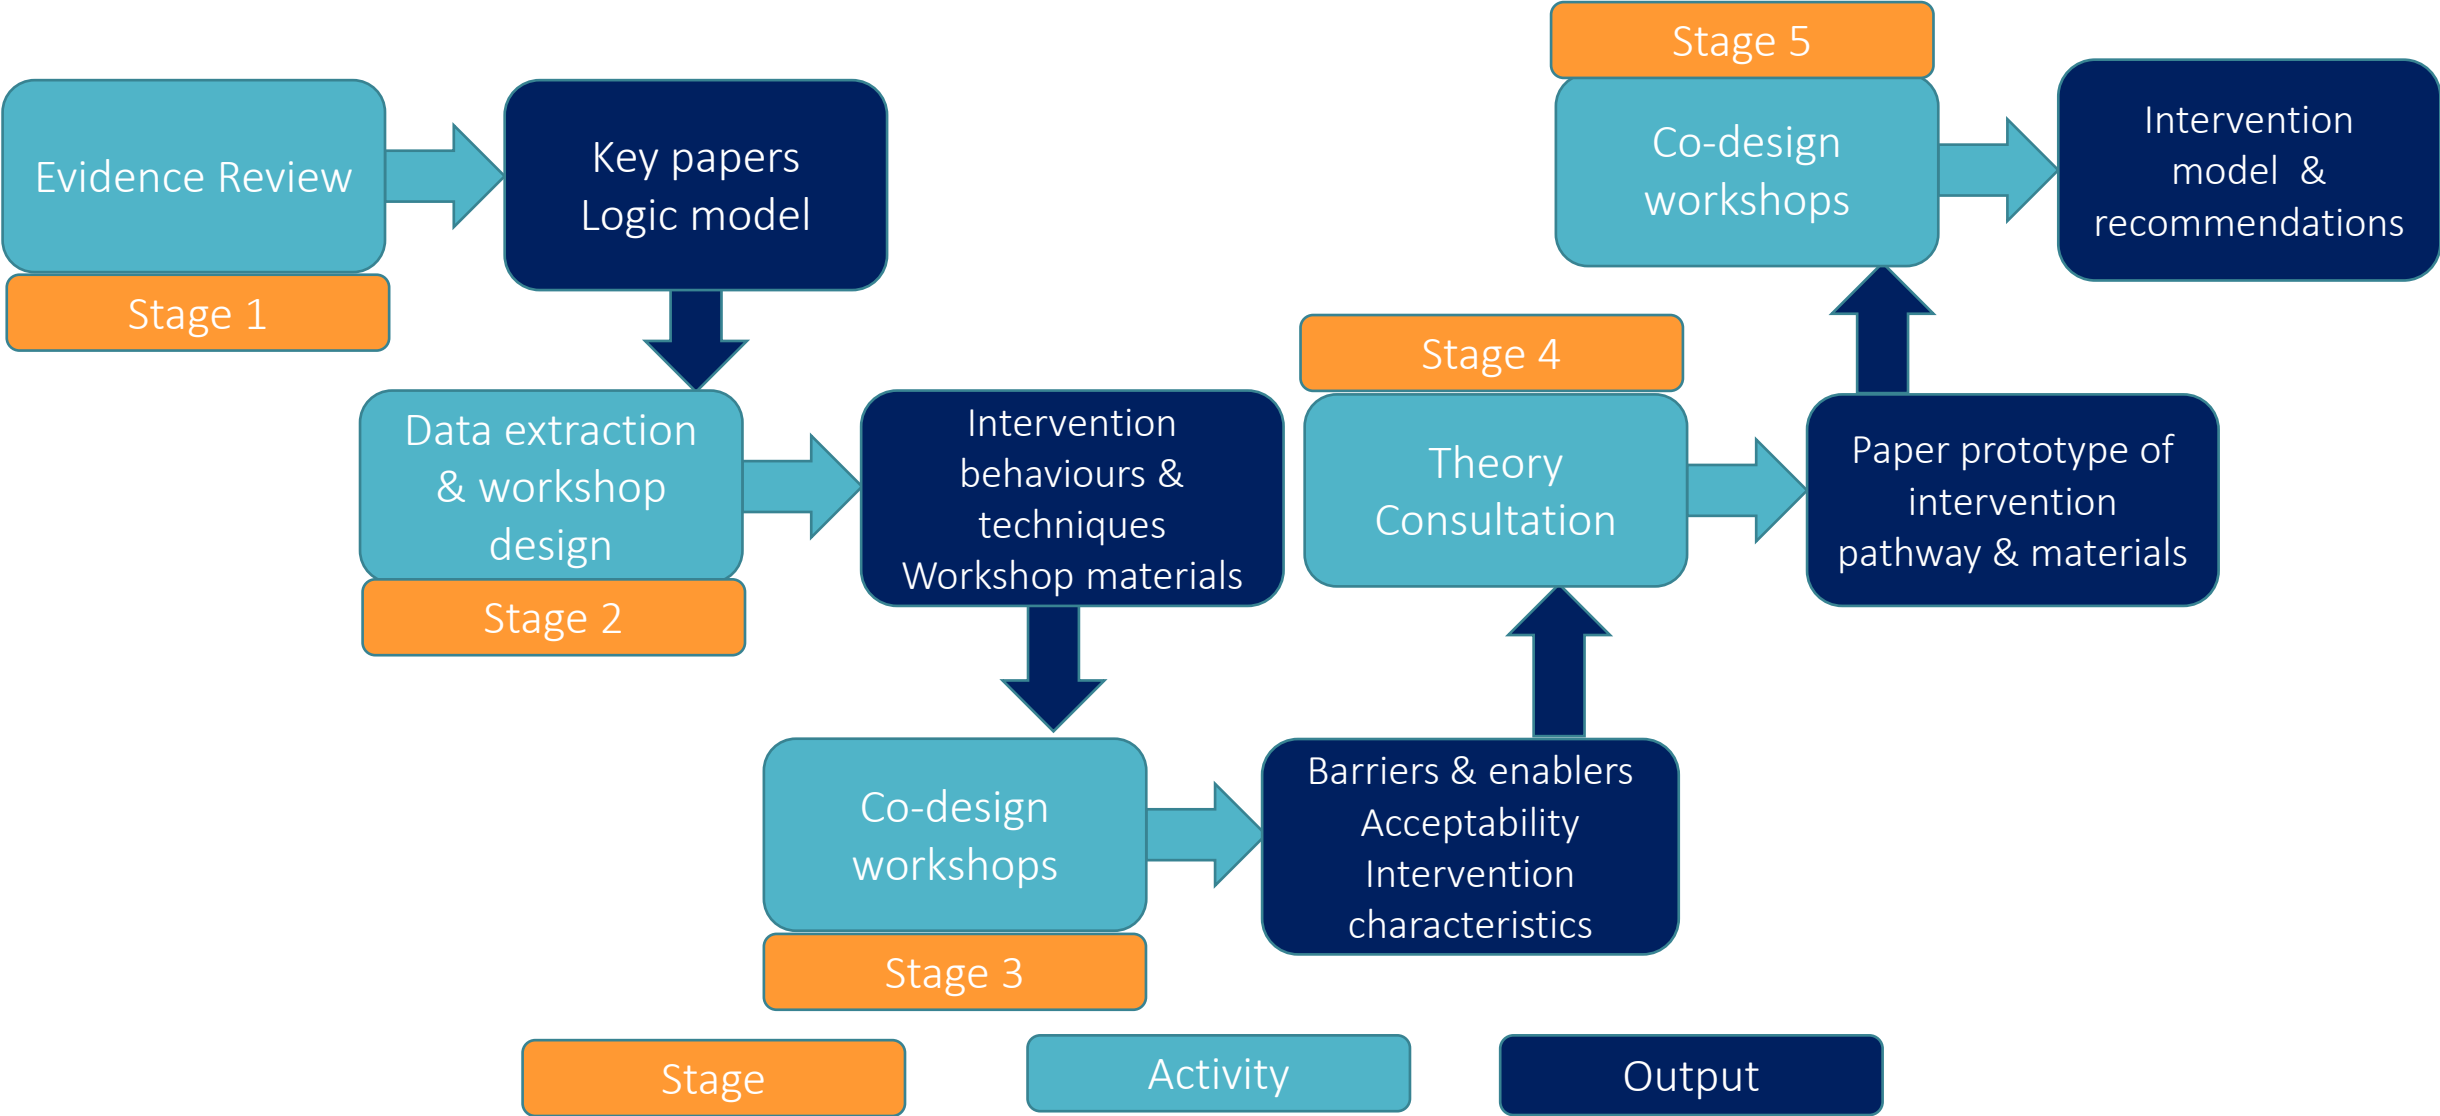 Evidence Review
Stage 1
Key papers
Logic model
Data extraction
& workshop
design
Stage 2
Intervention
behaviours &
techniques
Workshop materials
Co-design
workshops
Stage 3
Barriers & enablers
Acceptability
Intervention
characteristics
Stage 4
Theory
Consultation
Paper prototype of
intervention
pathway & materials
Stage 5
Co-design
workshops
Intervention
model &
recommendations
Stage
Activity
Output